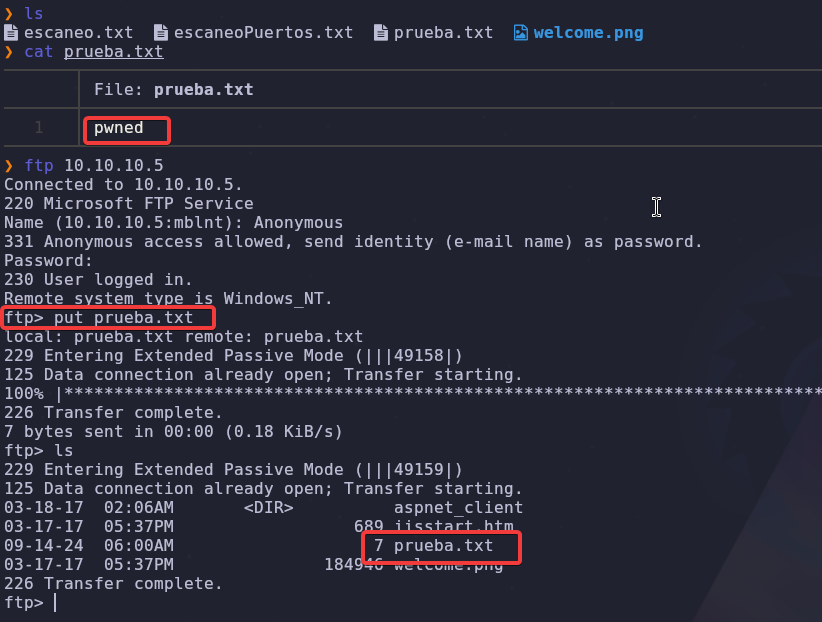 ❯ ls
escaneo.txt escaneoPuertos.txt prueba.txt welcome.png
❯ cat prueba.txt
File: prueba.txt
1 pwned
❯ ftp 10.10.10.5
Connected to 10.10.10.5.
220 Microsoft FTP Service
Name (10.10.10.5:mblnt): Anonymous
331 Anonymous access allowed, send identity (e-mail name) as password.
Password:
230 User logged in.
Remote system type is Windows_NT.
ftp> put prueba.txt
local: prueba.txt remote: prueba.txt
229 Entering Extended Passive Mode (|||49158|)
125 Data connection already open; Transfer starting.
100% |*****************************************************************************
226 Transfer complete.
7 bytes sent in 00:00 (0.18 KiB/s)
ftp> ls
229 Entering Extended Passive Mode (|||49159|)
125 Data connection already open; Transfer starting.
03-18-17 02:06AM <DIR> aspnet_client
03-17-17 05:37PM 689 iisstart.htm
09-14-24 06:00AM 7 prueba.txt
03-17-17 05:37PM 184946 welcome.png
226 Transfer complete.
ftp>